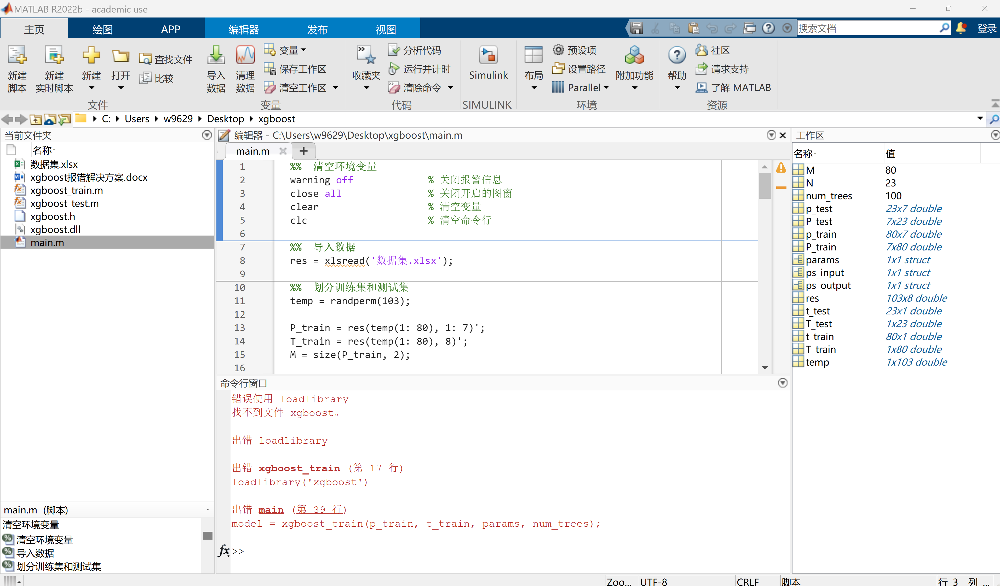 MATLAB R2022b - academic use
主页 绘图 APP 编辑器 发布 视图 搜索文档 登录
新建脚本 新建实时脚本 新建 打开 查找文件 比较
文件
导入数据 清理数据 变量 保存工作区 清空工作区
变量
收藏夹 分析代码 运行并计时 清除命令
代码
Simulink
SIMULINK
布局 预设项 设置路径 Parallel 附加功能
环境
帮助 社区 请求支持 了解 MATLAB
资源
C: Users w9629 Desktop xgboost
当前文件夹
名称
数据集.xlsx
xgboost报错解决方案.docx
xgboost_train.m
xgboost_test.m
xgboost.h
xgboost.dll
main.m
main.m (脚本)
清空环境变量
清空环境变量
导入数据
划分训练集和测试集
编辑器 - C:\Users\w9629\Desktop\xgboost\main.m
main.m
1 %% 清空环境变量
2 warning off % 关闭报警信息
3 close all % 关闭开启的图窗
4 clear % 清空变量
5 clc % 清空命令行
6
7 %% 导入数据
8 res = xlsread('数据集.xlsx');
9
10 %% 划分训练集和测试集
11 temp = randperm(103);
12
13 P_train = res(temp(1: 80), 1: 7)';
14 T_train = res(temp(1: 80), 8)';
15 M = size(P_train, 2);
16
命令行窗口
错误使用 loadlibrary
找不到文件 xgboost。
出错 loadlibrary
出错 xgboost_train (第 17 行)
loadlibrary('xgboost')
出错 main (第 39 行)
model = xgboost_train(p_train, t_train, params, num_trees);
fx >>
工作区
名称 值
M 80
N 23
num_trees 100
p_test 23x7 double
P_test 7x23 double
p_train 80x7 double
P_train 7x80 double
params 1x1 struct
ps_input 1x1 struct
ps_output 1x1 struct
res 103x8 double
t_test 23x1 double
T_test 1x23 double
t_train 80x1 double
T_train 1x80 double
temp 1x103 double
Zoo... UTF-8 CRLF 脚本 行 3 列 ...